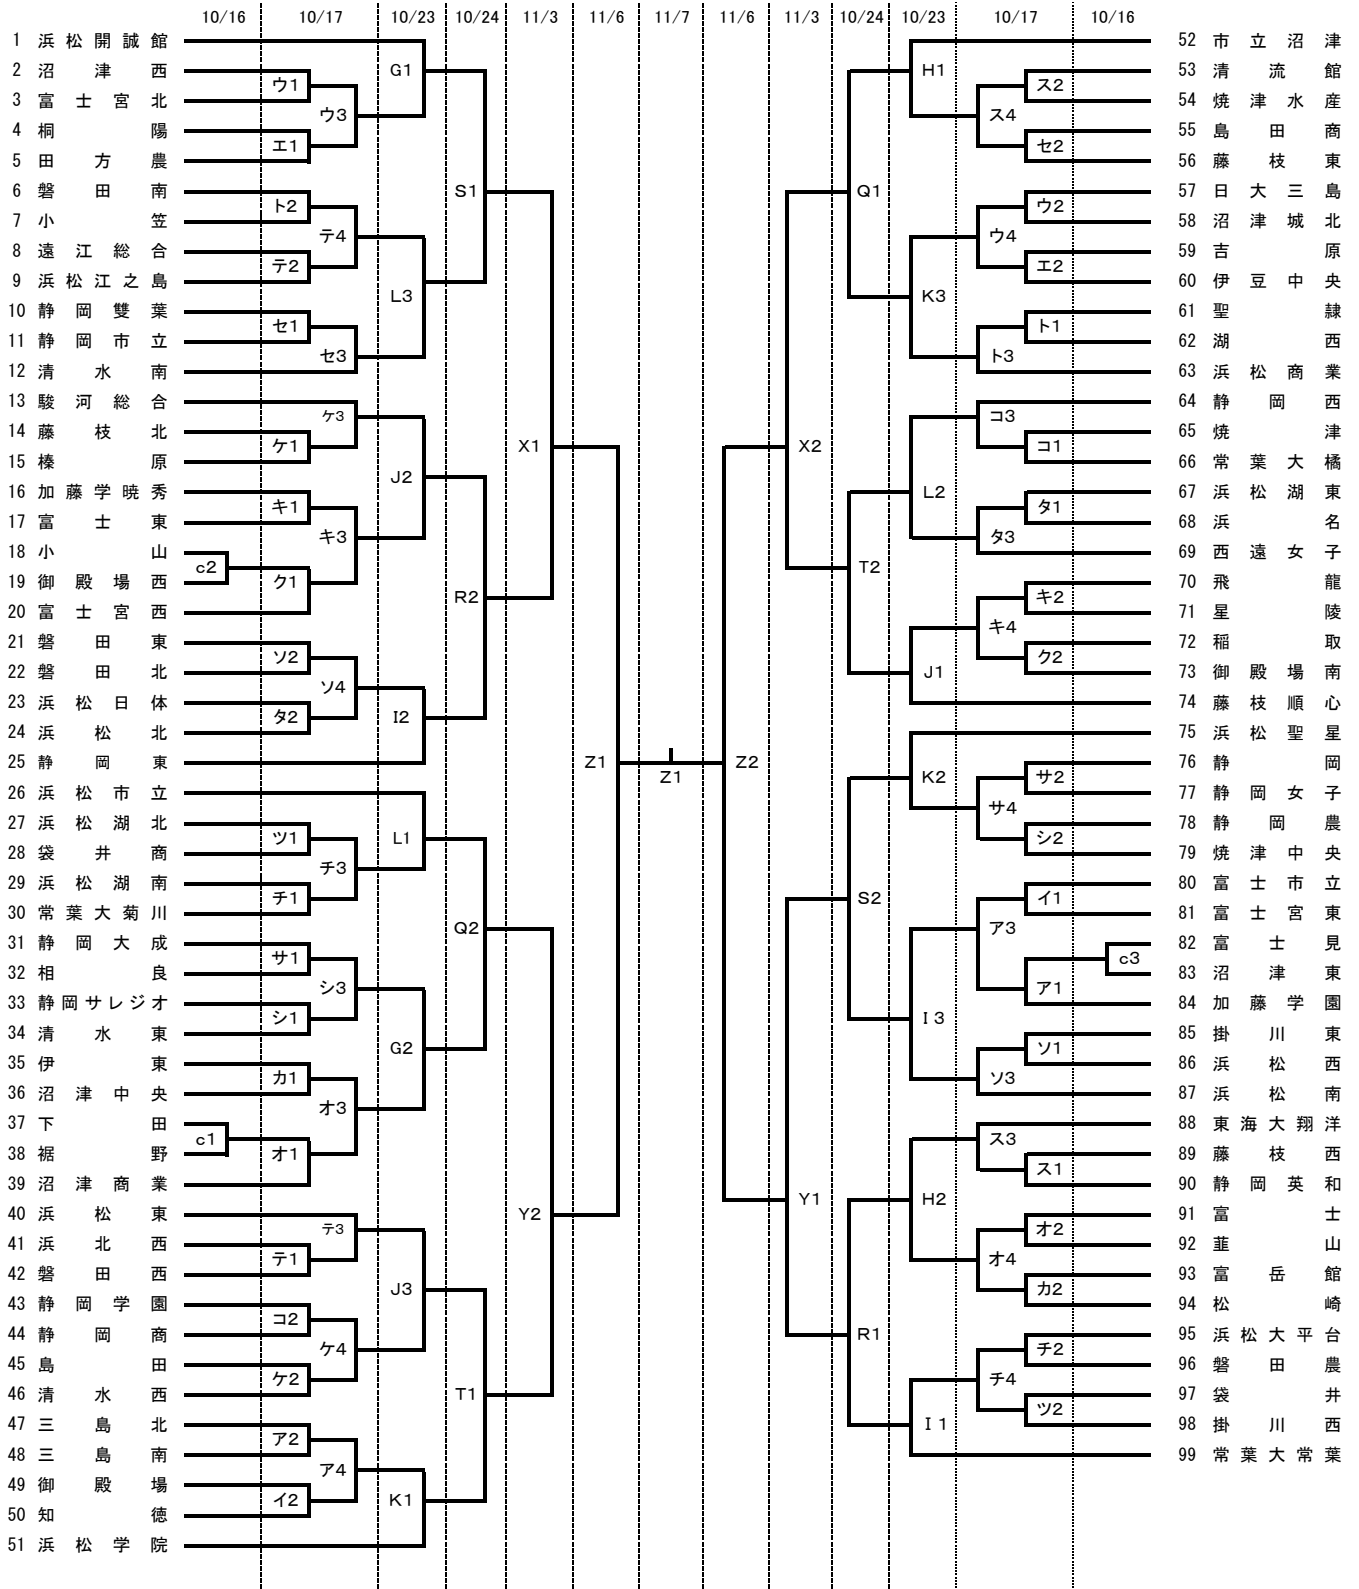 10/16 10/17 10/23 10/24 11/3 11/6 11/7 11/6 11/3 10/24 10/23 10/17 10/16
1 浜松開誠館
2 沼津西
3 富士宮北
4 桐陽
5 田方農
6 磐田南
7 小笠
8 遠江総合
9 浜松江之島
10 静岡雙葉
11 静岡市立
12 清水南
13 駿河総合
14 藤枝北
15 榛原
16 加藤学暁秀
17 富士東
18 小山
19 御殿場西
20 富士宮西
21 磐田東
22 磐田北
23 浜松日体
24 浜松北
25 静岡東
26 浜松市立
27 浜松湖北
28 袋井商
29 浜松湖南
30 常葉大菊川
31 静岡大成
32 相良
33 静岡サレジオ
34 清水東
35 伊東
36 沼津中央
37 下田
38 裾野
39 沼津商業
40 浜松東
41 浜北西
42 磐田西
43 静岡学園
44 静岡商
45 島田
46 清水西
47 三島北
48 三島南
49 御殿場
50 知徳
51 浜松学院
c2
c1
ウ1
エ1
ト2
テ2
セ1
ケ1
キ1
ク1
ソ2
タ2
ツ1
チ1
サ1
シ1
カ1
オ1
テ1
コ2
ケ2
ア2
イ2
ウ3
テ4
セ3
ケ3
キ3
ソ4
チ3
シ3
オ3
テ3
ケ4
ア4
G1
L3
J2
I2
L1
G2
J3
K1
S1
R2
Q2
T1
X1
Y2
Z1
Z1
Z2
X2
Y1
Q1
T2
S2
R1
H1
K3
L2
J1
K2
I3
H2
I1
ス4
ウ4
ト3
コ3
タ3
キ4
サ4
ア3
ソ3
ス3
オ4
チ4
ス2
セ2
ウ2
エ2
ト1
コ1
タ1
キ2
ク2
サ2
シ2
イ1
ア1
ソ1
ス1
オ2
カ2
チ2
ツ2
c3
52 市立沼津
53 清流館
54 焼津水産
55 島田商
56 藤枝東
57 日大三島
58 沼津城北
59 吉原
60 伊豆中央
61 聖隷
62 湖西
63 浜松商業
64 静岡西
65 焼津
66 常葉大橘
67 浜松湖東
68 浜名
69 西遠女子
70 飛龍
71 星陵
72 稲取
73 御殿場南
74 藤枝順心
75 浜松聖星
76 静岡
77 静岡女子
78 静岡農
79 焼津中央
80 富士市立
81 富士宮東
82 富士見
83 沼津東
84 加藤学園
85 掛川東
86 浜松西
87 浜松南
88 東海大翔洋
89 藤枝西
90 静岡英和
91 富士
92 韮山
93 富岳館
94 松崎
95 浜松大平台
96 磐田農
97 袋井
98 掛川西
99 常葉大常葉